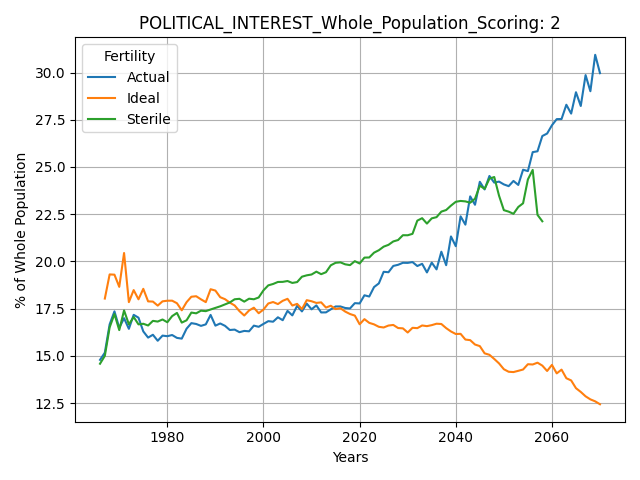 POLITICAL_INTEREST_Whole_Population_Scoring: 2
Fertility
Actual
Ideal
Sterile
% of Whole Population
30.0
27.5
25.0
22.5
20.0
17.5
15.0
12.5
1980 2000 2020 2040 2060
Years